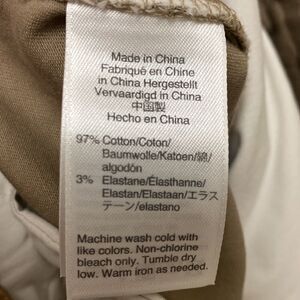 Made in China
Fabriqué en Chine
in China Hergestellt
Vervaardigd in China
中国製
Hecho en China
97% Cotton/Coton/
Baumwolle/Katoen/綿/
algodón
3% Elastane/Élasthanne/
Elastan/Elastaan/エラス
テーン/elastano
Machine wash cold with
like colors. Non-chlorine
bleach only. Tumble dry
low. Warm iron as needed.